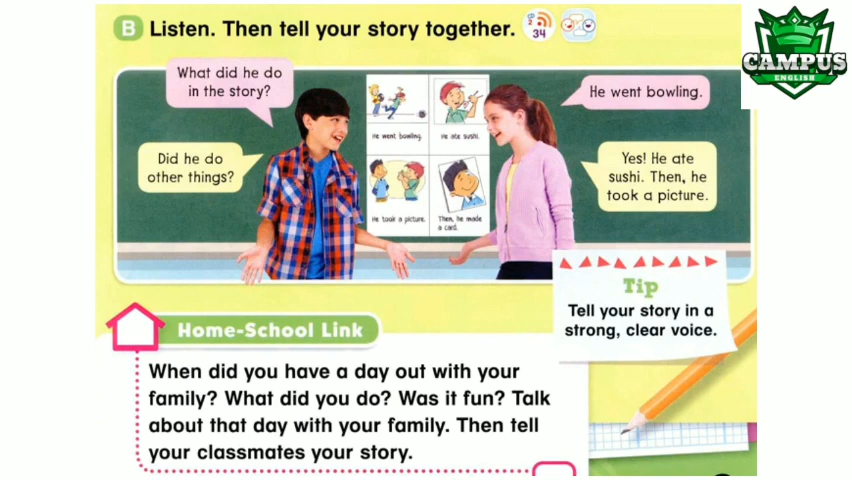 B Listen. Then tell your story together.
CD
2
34
CAMPUS
ENGLISH
What did he do
in the story?
He went bowling.
Did he do
other things?
Yes! He ate
sushi. Then, he
took a picture.
He went bowling.
He ate sushi.
He took a picture.
Then, he made
a card.
Tip
Tell your story in a
strong, clear voice.
Home-School Link
When did you have a day out with your
family? What did you do? Was it fun? Talk
about that day with your family. Then tell
your classmates your story.